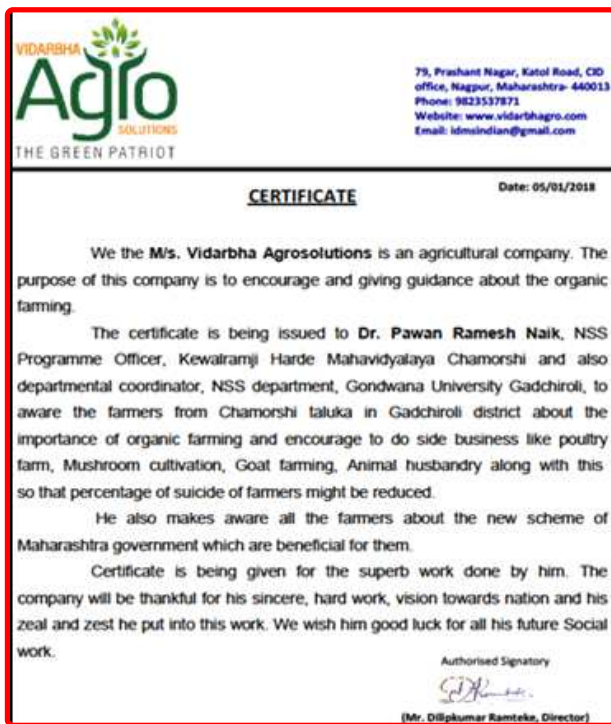 VIDARBHA
Agro
SOLUTIONS
THE GREEN PATRIOT
79, Prashant Nagar, Katol Road, CID
office, Nagpur, Maharashtra- 440013
Phone: 9823537871
Website: www.vidarbhagro.com
Email: idmsindian@gmail.com
CERTIFICATE
Date: 05/01/2018
We the M/s. Vidarbha Agrosolutions is an agricultural company. The
purpose of this company is to encourage and giving guidance about the organic
farming.
The certificate is being issued to Dr. Pawan Ramesh Naik, NSS
Programme Officer, Kewalramji Harde Mahavidyalaya Chamorshi and also
departmental coordinator, NSS department, Gondwana University Gadchiroli, to
aware the farmers from Chamorshi taluka in Gadchiroli district about the
importance of organic farming and encourage to do side business like poultry
farm, Mushroom cultivation, Goat farming, Animal husbandry along with this
so that percentage of suicide of farmers might be reduced.
He also makes aware all the farmers about the new scheme of
Maharashtra government which are beneficial for them.
Certificate is being given for the superb work done by him. The
company will be thankful for his sincere, hard work, vision towards nation and his
zeal and zest he put into this work. We wish him good luck for all his future Social
work.
Authorised Signatory
(Mr. Dilipkumar Ramteke, Director)